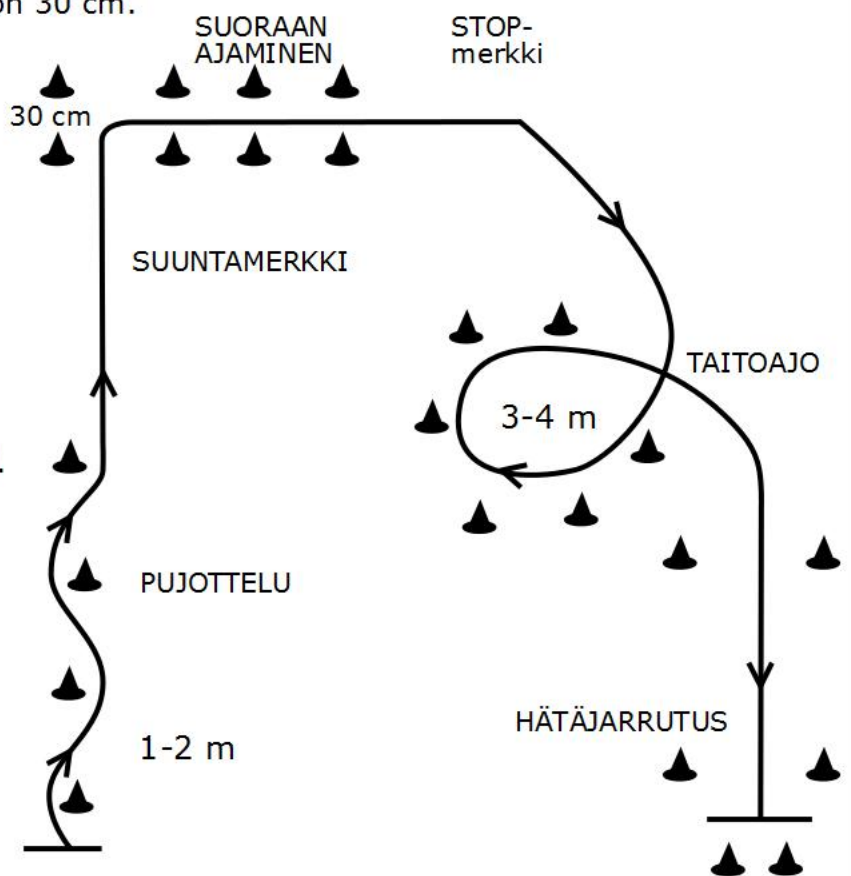 on 30 cm.
SUORAAN
AJAMINEN
STOP-
merkki
30 cm
SUUNTAMERKKI
TAITOAJO
3-4 m
PUJOTTELU
HÄTÄJARRUTUS
1-2 m